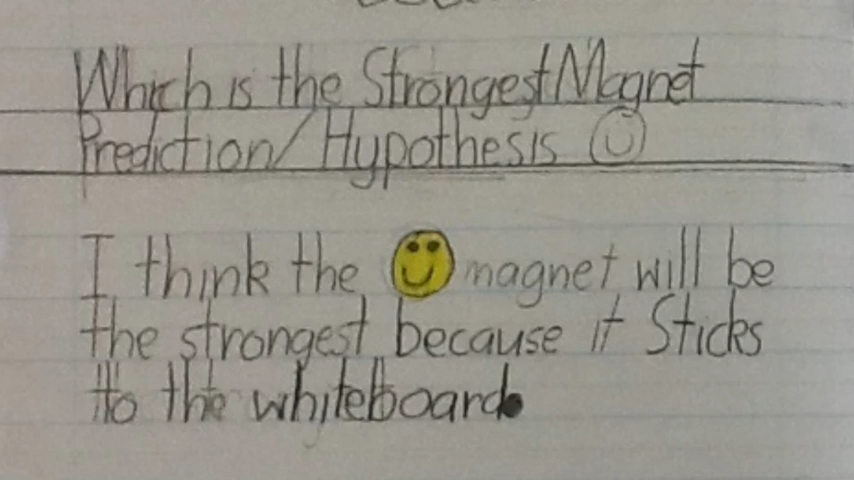 Which is the Strongest Magnet
Prediction/Hypothesis
I think the magnet will be
the strongest because it Sticks
to the whiteboard.